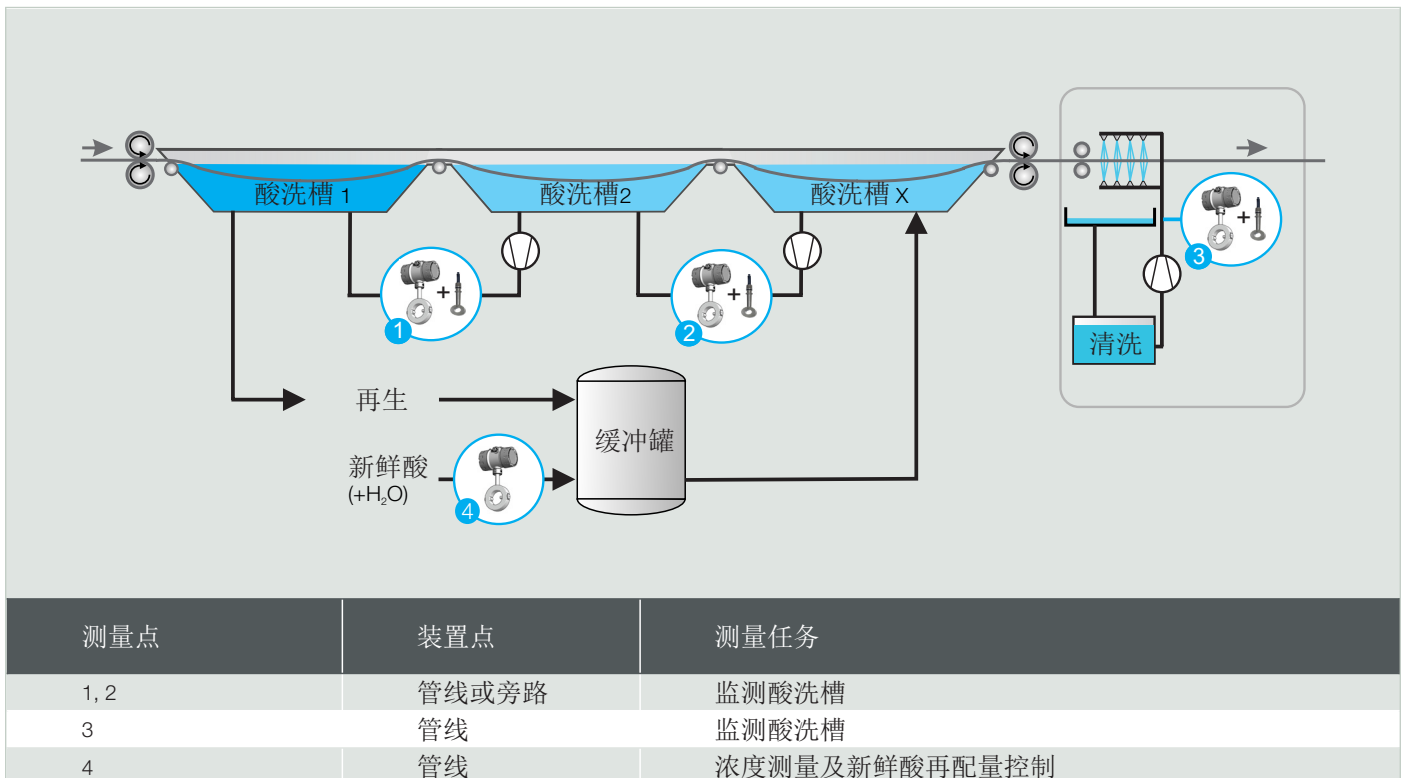 酸洗槽 1
酸洗槽2
酸洗槽 X
+
+
+
1
2
3
清洗
再生
缓冲罐
新鲜酸
(+H₂O)
4
测量点 装置点 测量任务
1, 2 管线或旁路 监测酸洗槽
3 管线 监测酸洗槽
4 管线 浓度测量及新鲜酸再配量控制